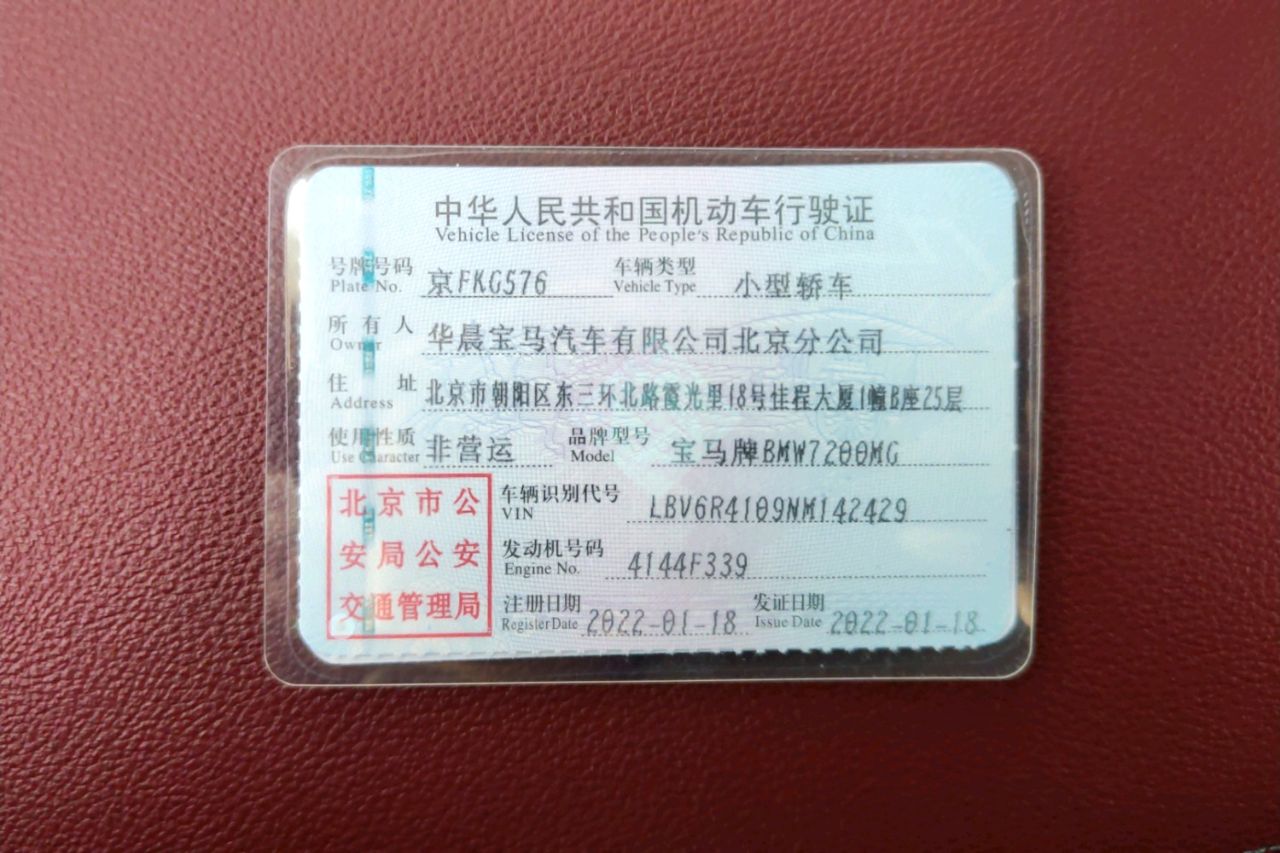 中华人民共和国机动车行驶证
Vehicle License of the People's Republic of China
号牌号码 京FKG576 车辆类型 小型轿车
Plate No. Vehicle Type
所有人 华晨宝马汽车有限公司北京分公司
Owner
住址 北京市朝阳区东三环北路霞光里18号佳程大厦1幢B座25层
Address
使用性质 非营运 品牌型号 宝马牌BMW7200MG
Use Character Model
车辆识别代号 LBV6R4109NM142429
VIN
发动机号码 4144F339
Engine No.
注册日期 2022-01-18 发证日期 2022-01-18
Register Date Issue Date
北京市公
安局公安
交通管理局